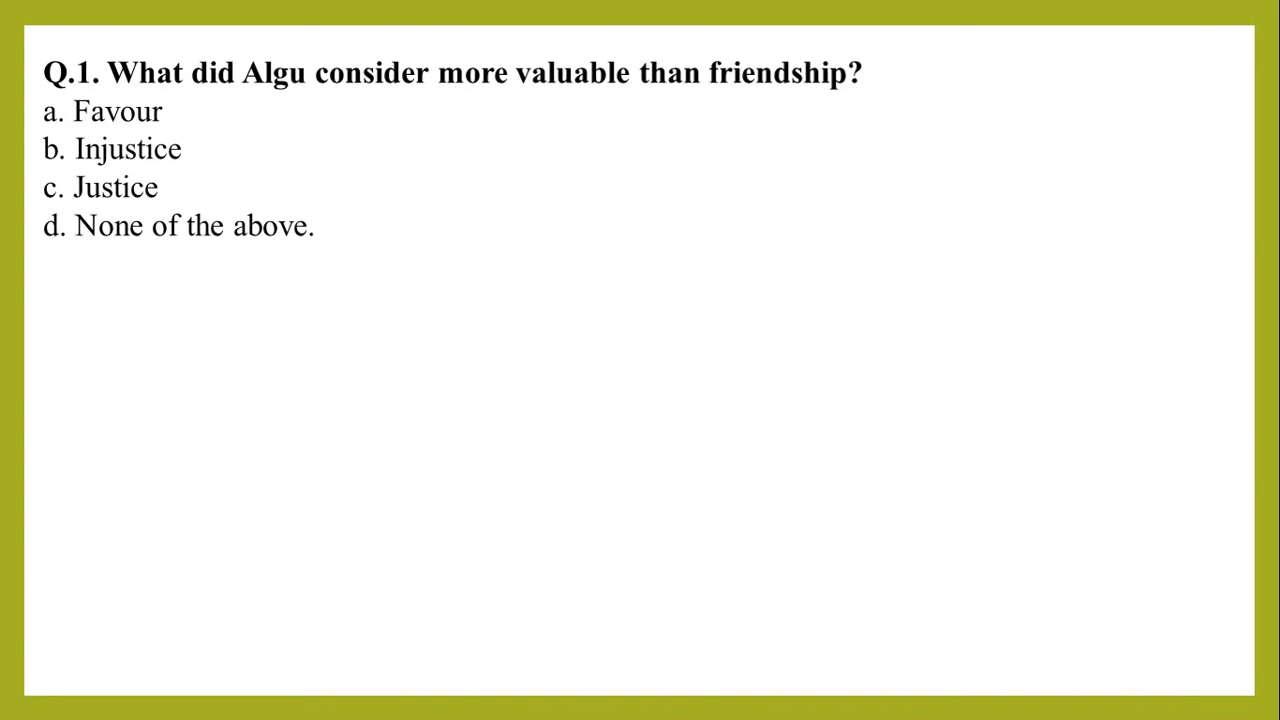 Q.1. What did Algu consider more valuable than friendship?
a. Favour
b. Injustice
c. Justice
d. None of the above.